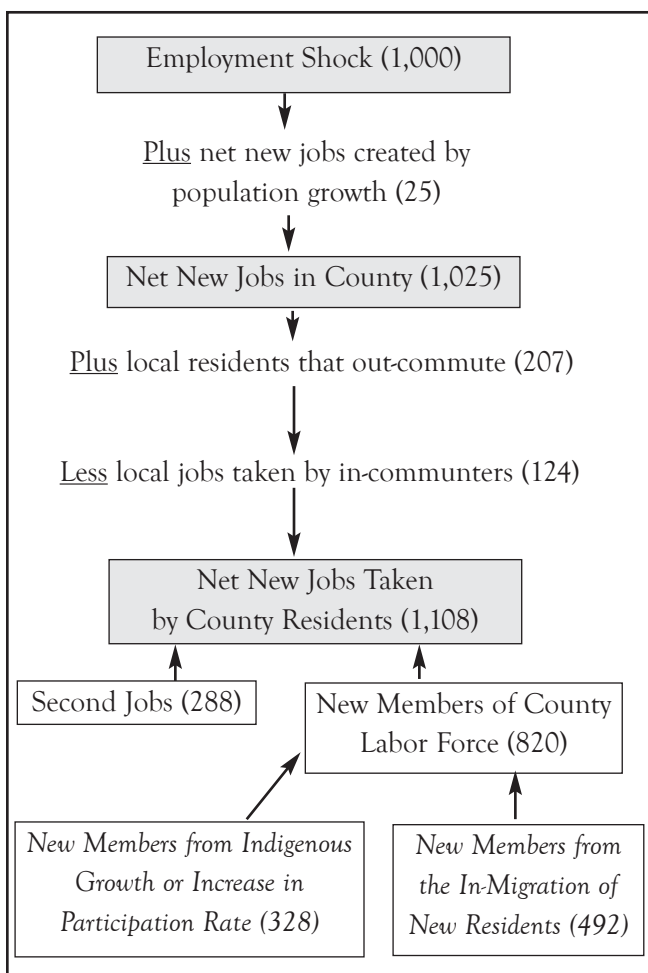 Employment Shock (1,000)
Plus net new jobs created by
population growth (25)
Net New Jobs in County (1,025)
Plus local residents that out-commute (207)
Less local jobs taken by in-communters (124)
Net New Jobs Taken
by County Residents (1,108)
Second Jobs (288)
New Members of County
Labor Force (820)
New Members from Indigenous
Growth or Increase in
Participation Rate (328)
New Members from
the In-Migration of
New Residents (492)